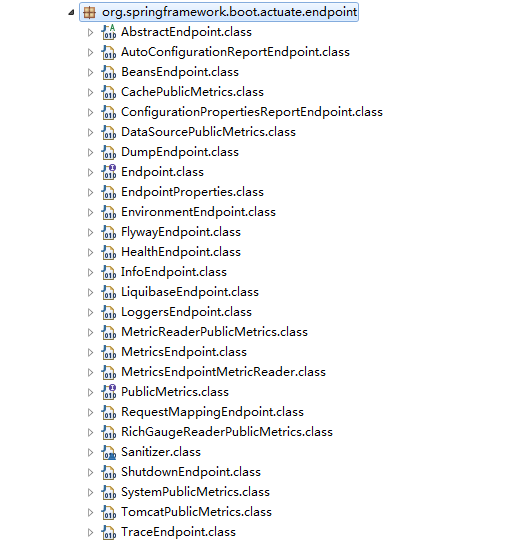 org.springframework.boot.actuate.endpoint
AbstractEndpoint.class
AutoConfigurationReportEndpoint.class
BeansEndpoint.class
CachePublicMetrics.class
ConfigurationPropertiesReportEndpoint.class
DataSourcePublicMetrics.class
DumpEndpoint.class
Endpoint.class
EndpointProperties.class
EnvironmentEndpoint.class
FlywayEndpoint.class
HealthEndpoint.class
InfoEndpoint.class
LiquibaseEndpoint.class
LoggersEndpoint.class
MetricReaderPublicMetrics.class
MetricsEndpoint.class
MetricsEndpointMetricReader.class
PublicMetrics.class
RequestMappingEndpoint.class
RichGaugeReaderPublicMetrics.class
Sanitizer.class
ShutdownEndpoint.class
SystemPublicMetrics.class
TomcatPublicMetrics.class
TraceEndpoint.class